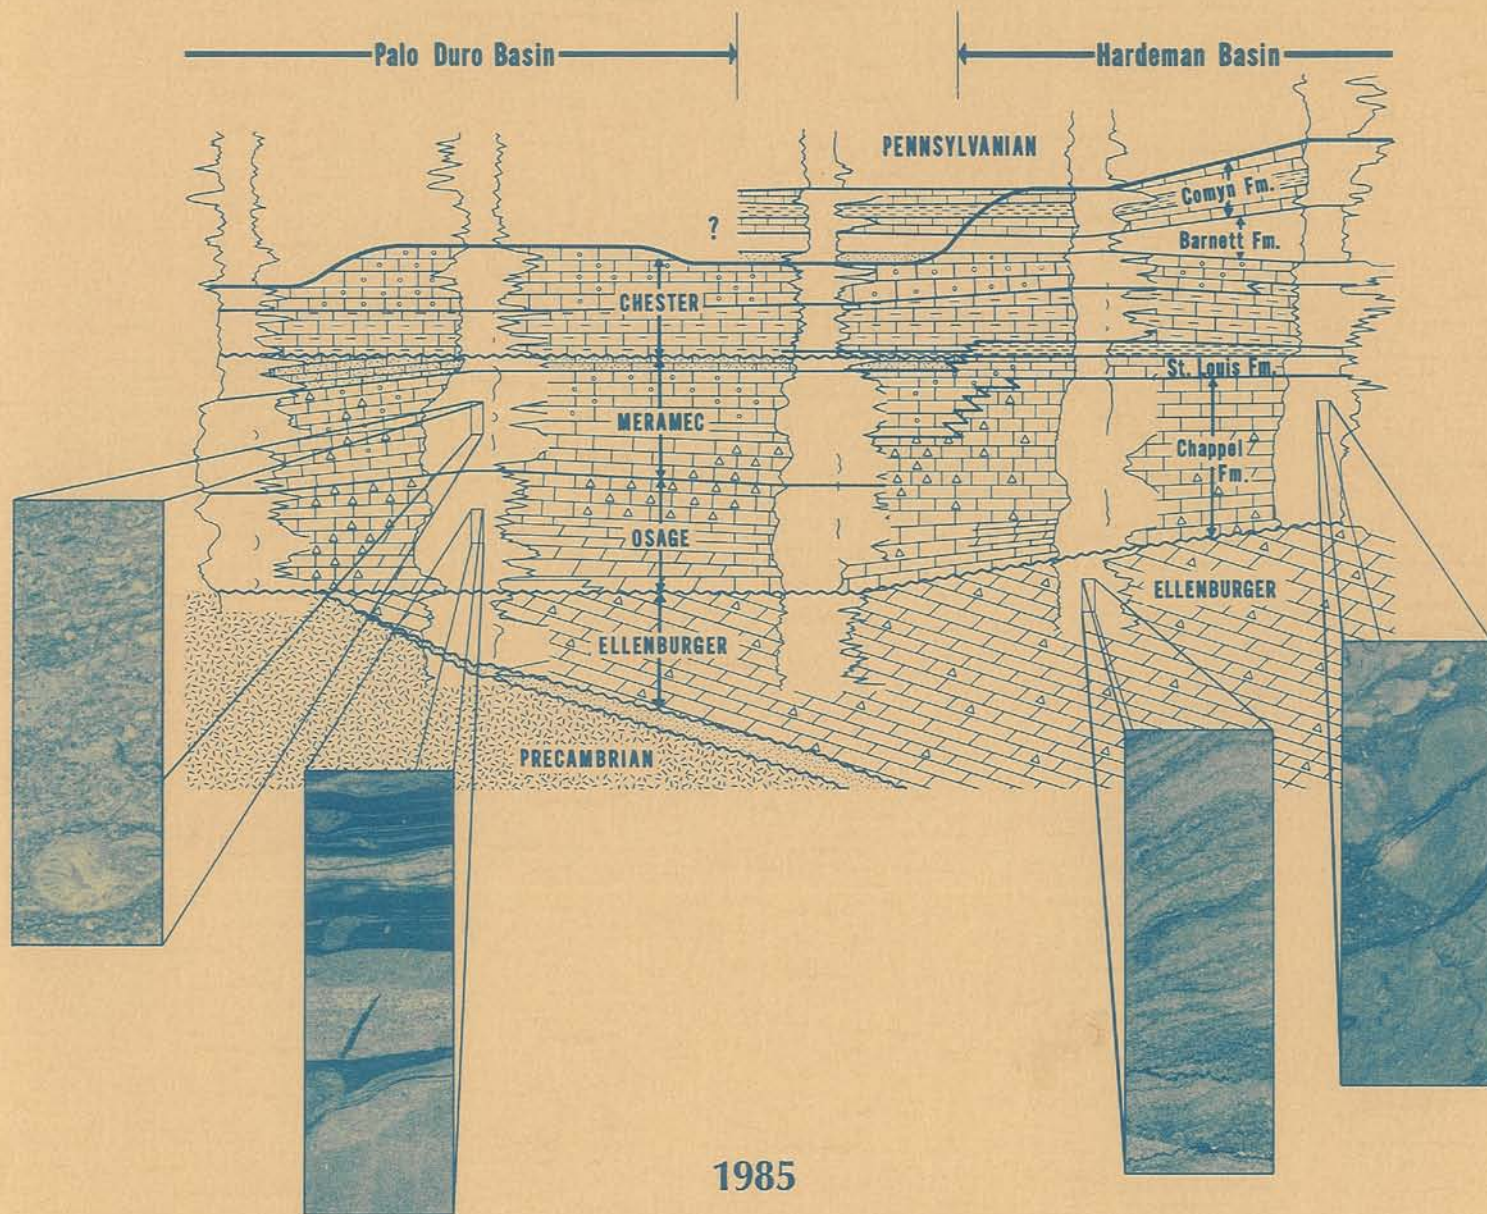 Palo Duro Basin
Hardeman Basin
PENNSYLVANIAN
Comyn Fm.
?
Barnett Fm.
CHESTER
St. Louis Fm.
MERAMEC
Chappel
Fm.
OSAGE
ELLENBURGER
ELLENBURGER
PRECAMBRIAN
1985